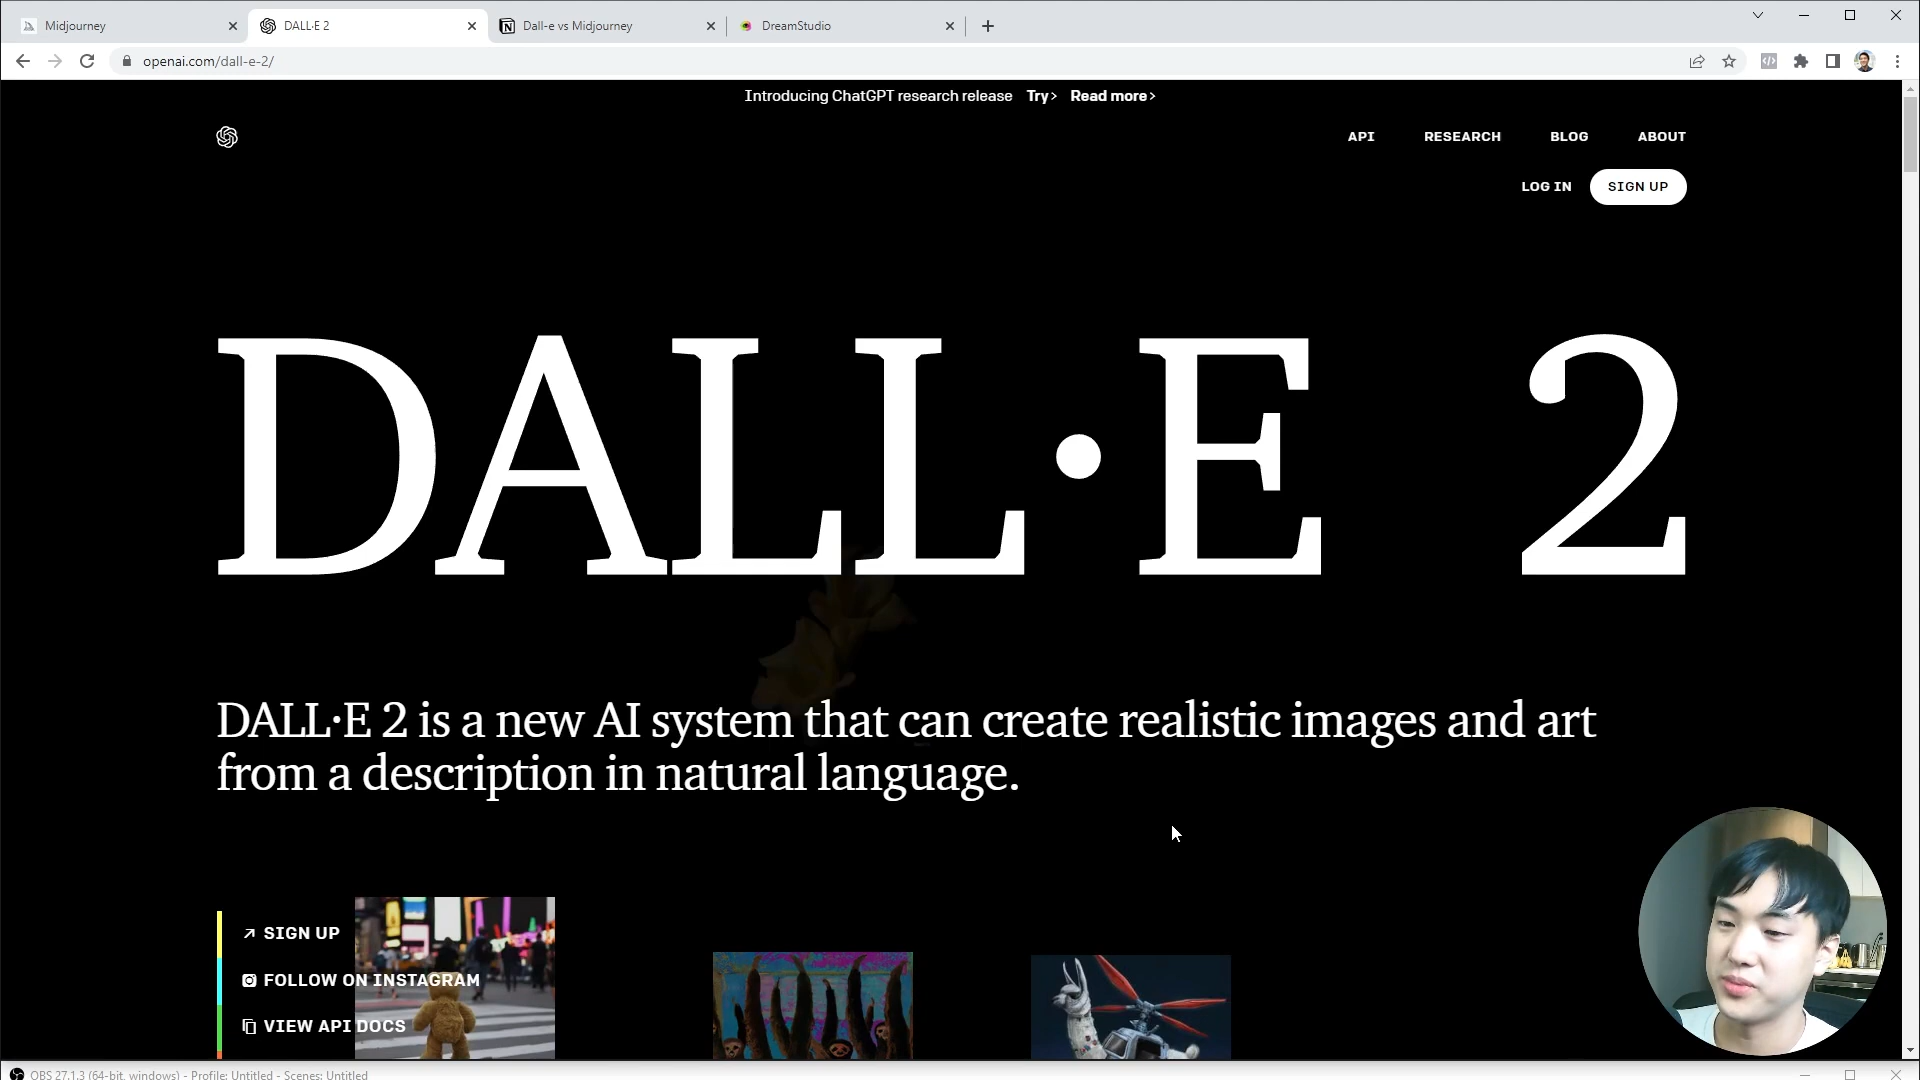 Midjourney
DALL·E 2
Dall-e vs Midjourney
DreamStudio
openai.com/dall-e-2/
Introducing ChatGPT research release Try> Read more>
API RESEARCH BLOG ABOUT
LOG IN SIGN UP
DALL·E 2
DALL·E 2 is a new AI system that can create realistic images and art
from a description in natural language.
SIGN UP
FOLLOW ON INSTAGRAM
VIEW API DOCS
OBS 27.1.3 (64-bit, windows) - Profile: Untitled - Scenes: Untitled